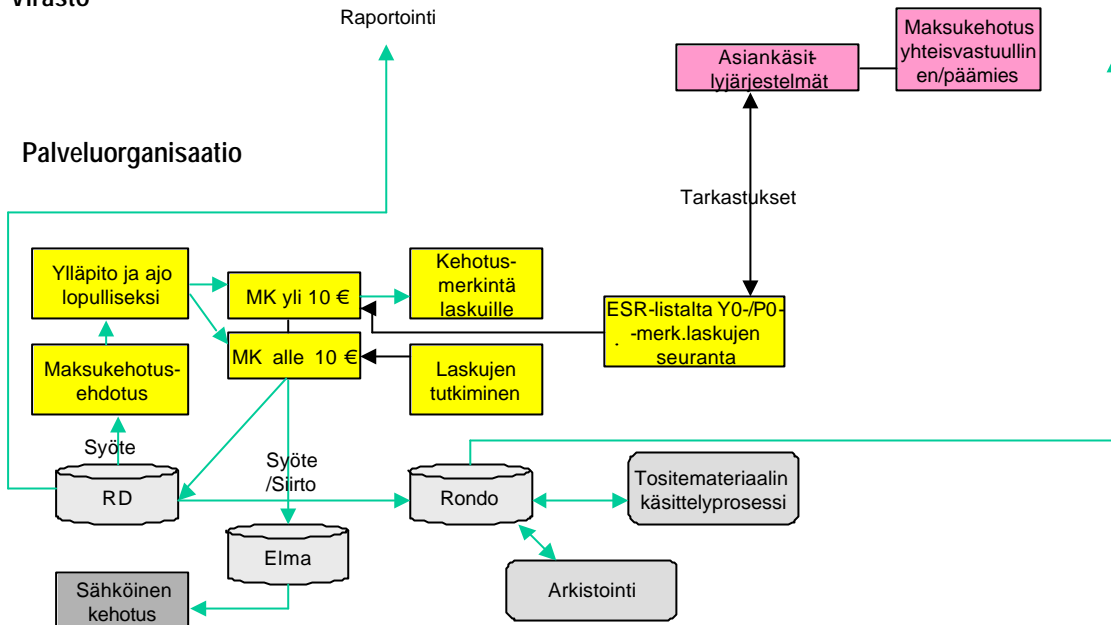 Virasto
Raportointi
Maksukehotus
yhteisvastuullin
en/päämies
Asiankäsit-
lyjärjestelmät
Palveluorganisaatio
Tarkastukset
Ylläpito ja ajo
lopulliseksi
MK yli 10 €
Kehotus-
merkintä
laskuille
ESR-listalta Y0-/P0-
-merk.laskujen
seuranta
.
MK alle 10 €
Maksukehotus-
ehdotus
Laskujen
tutkiminen
Syöte
Syöte
/Siirto
RD
Rondo
Tositemateriaalin
käsittelyprosessi
Elma
Arkistointi
Sähköinen
kehotus